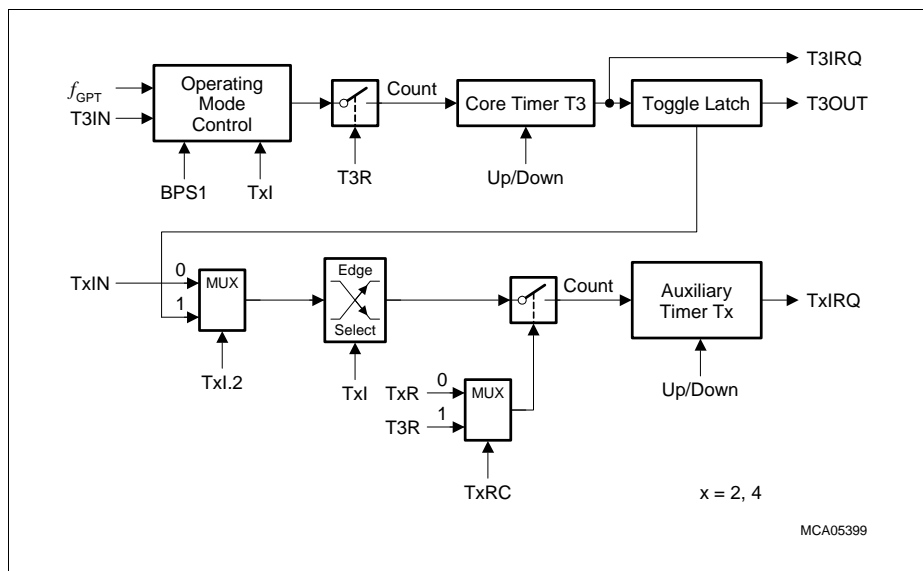 T3IRQ
f GPT
T3IN
Operating
Mode
Control
Count
Core Timer T3
Toggle Latch
T3OUT
BPS1
TxI
T3R
Up/Down
TxIN
0
1
MUX
Edge
Select
Count
Auxiliary
Timer Tx
TxIRQ
TxI.2
TxI
TxR
0
T3R
1
MUX
Up/Down
TxRC
x = 2, 4
MCA05399